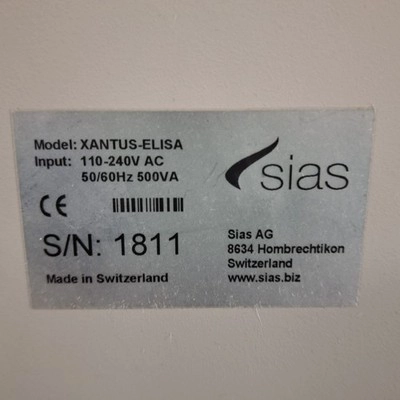 Model: XANTUS-ELISA
Input: 110-240V AC
50/60Hz 500VA
sias
CE
S/N: 1811
Made in Switzerland
Sias AG
8634 Hombrechtikon
Switzerland
www.sias.biz